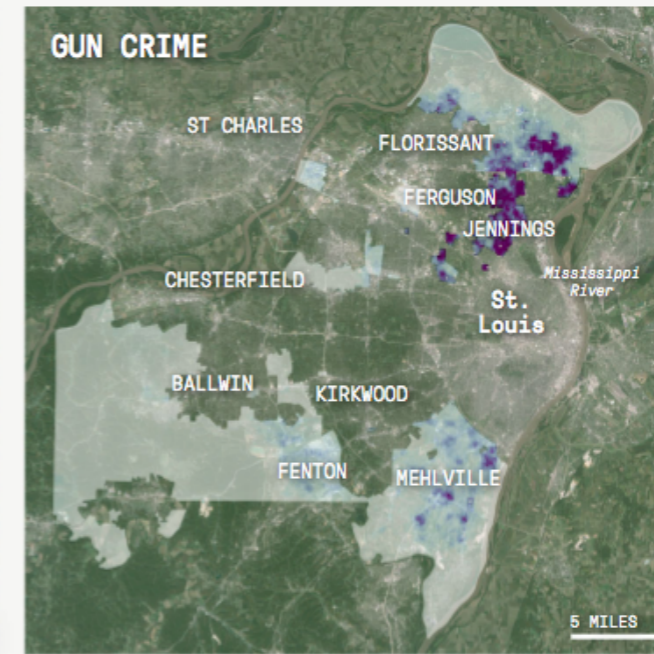 GUN CRIME
ST CHARLES
FLORISSANT
FERGUSON
JENNINGS
Mississippi
River
CHESTERFIELD
St.
Louis
BALLWIN
KIRKWOOD
FENTON
MEHLVILLE
5 MILES